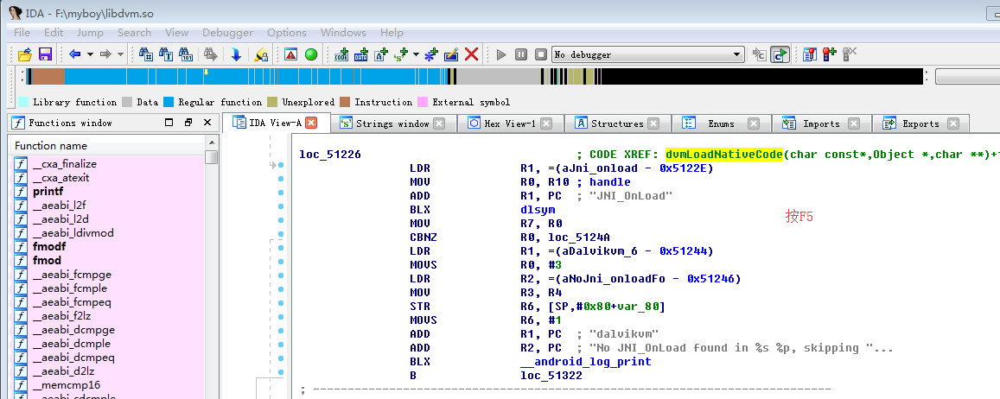 IDA - F:\myboy\libdvm.so
File Edit Jump Search View Debugger Options Windows Help
No debugger
Library function Data Regular function Unexplored Instruction External symbol
Functions window
IDA View-A Strings window Hex View-1 Structures Enums Imports Exports
Function name
__cxa_finalize
__cxa_atexit
printf
__aeabi_l2f
__aeabi_l2d
__aeabi_ldivmod
fmodf
fmod
__aeabi_fcmpge
__aeabi_fcmple
__aeabi_fcmpeq
__aeabi_f2lz
__aeabi_dcmpge
__aeabi_dcmple
__aeabi_dcmpeq
__aeabi_d2lz
__memcmp16
loc_51226 ; CODE XREF: dvmLoadNativeCode(char const*,Object *,char **)+
LDR R1, =(aJni_onload - 0x5122E)
MOV R0, R10 ; handle
ADD R1, PC ; "JNI_OnLoad"
BLX dlsym
MOV R7, R0
CBNZ R0, loc_5124A
LDR R1, =(aDalvikvm_6 - 0x51244)
MOVS R0, #3
LDR R2, =(aNoJni_onloadFo - 0x51246)
MOV R3, R4
STR R6, [SP,#0x80+var_80]
MOVS R6, #1
ADD R1, PC ; "dalvikvm"
ADD R2, PC ; "No JNI_OnLoad found in %s %p, skipping "...
BLX __android_log_print
B loc_51322
; ---------------------------------------------------------------------------
按F5